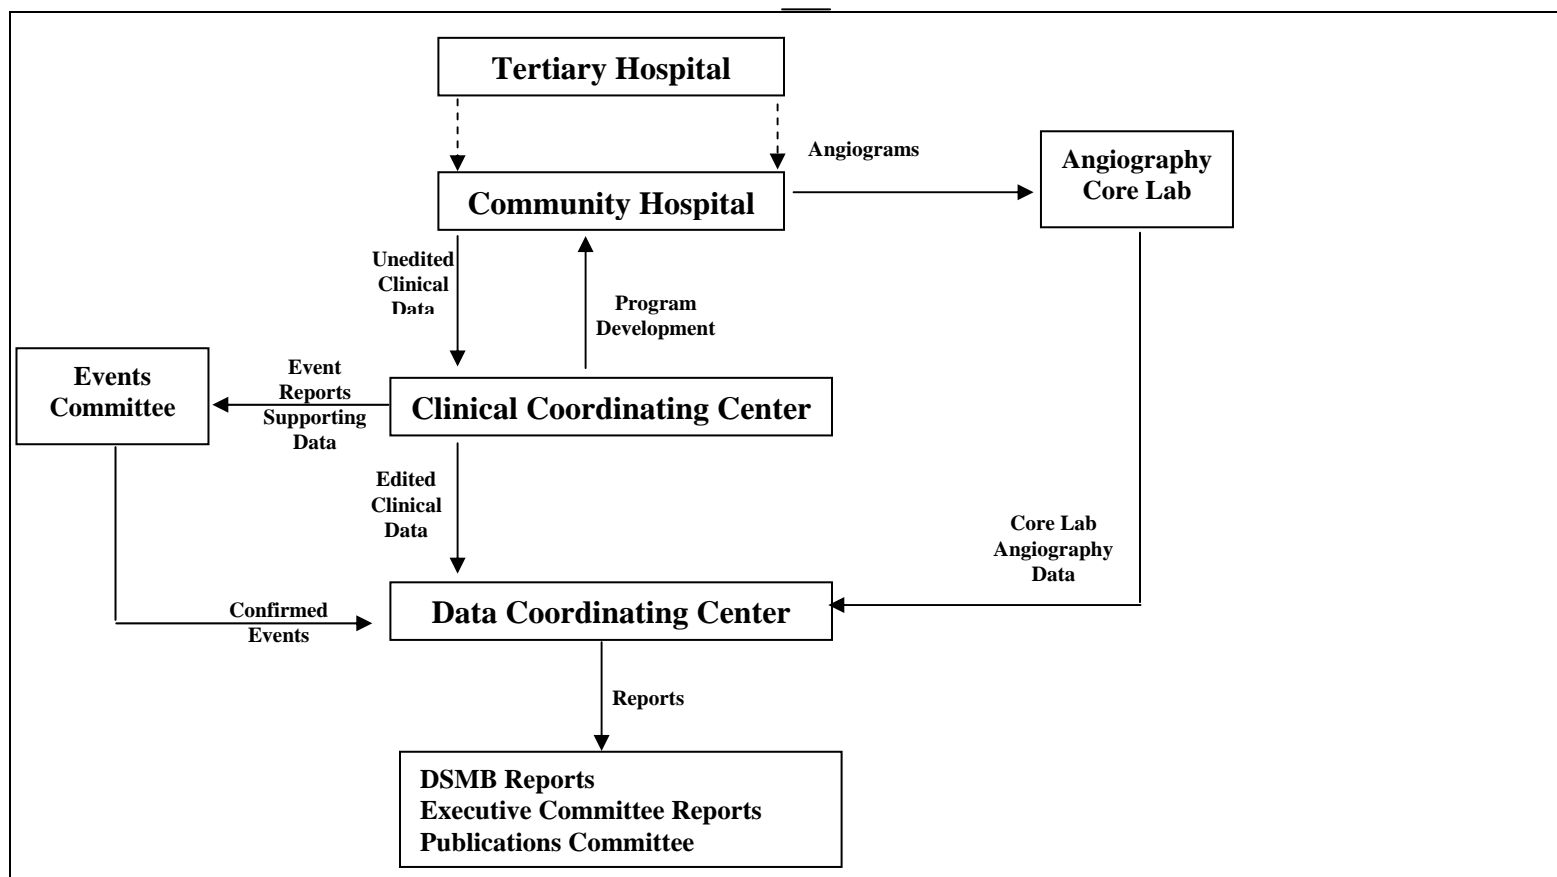 Tertiary Hospital
Angiograms
Angiography
Core Lab
Community Hospital
Unedited
Clinical
Data
Program
Development
Events
Committee
Event
Reports
Supporting
Data
Clinical Coordinating Center
Edited
Clinical
Data
Core Lab
Angiography
Data
Data Coordinating Center
Confirmed
Events
Reports
DSMB Reports
Executive Committee Reports
Publications Committee